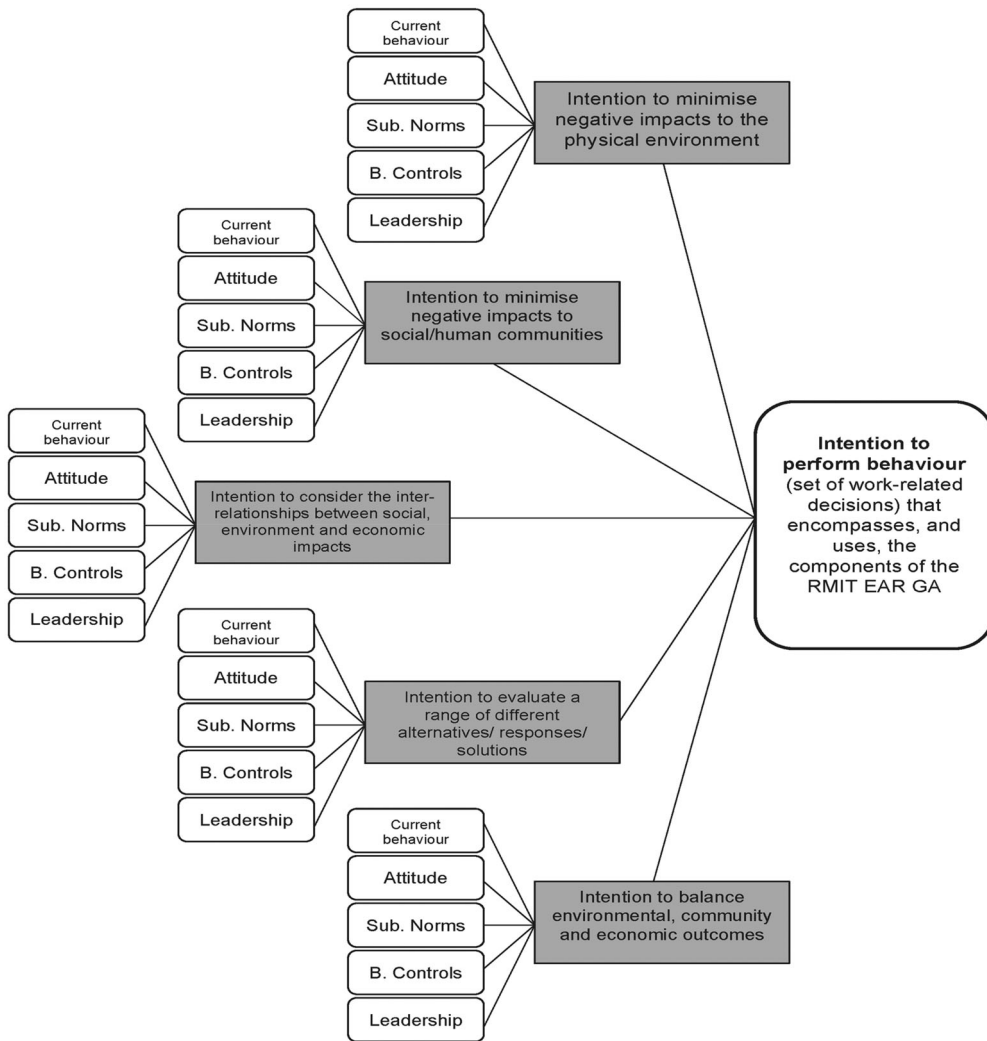 Current
behaviour
Attitude
Sub. Norms
B. Controls
Leadership
Intention to minimise
negative impacts to the
physical environment
Current
behaviour
Attitude
Sub. Norms
B. Controls
Leadership
Intention to minimise
negative impacts to
social/human communities
Current
behaviour
Attitude
Sub. Norms
B. Controls
Leadership
Intention to consider the inter-
relationships between social,
environment and economic
impacts
Current
behaviour
Attitude
Sub. Norms
B. Controls
Leadership
Intention to evaluate a
range of different
alternatives/ responses/
solutions
Current
behaviour
Attitude
Sub. Norms
B. Controls
Leadership
Intention to balance
environmental, community
and economic outcomes
Intention to
perform behaviour
(set of work-related
decisions) that
encompasses, and
uses, the
components of the
RMIT EAR GA